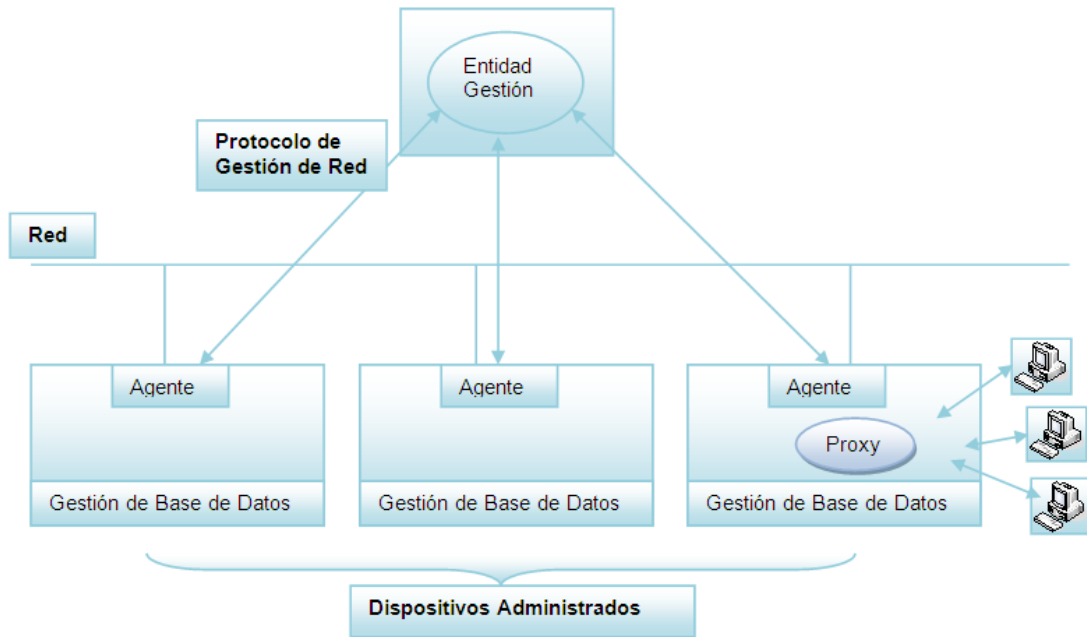 Entidad
Gestión
Protocolo de
Gestión de Red
Red
Agente
Agente
Agente
Proxy
Gestión de Base de Datos
Gestión de Base de Datos
Gestión de Base de Datos
Dispositivos Administrados